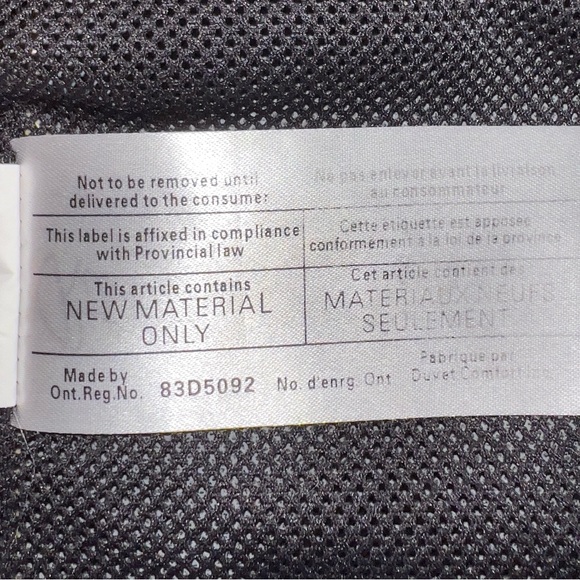 Not to be removed until
delivered to the consumer
Ne pas enlever avant la livraison
au consommateur
This label is affixed in compliance
with Provincial law
Cette étiquette est apposée
conformément à la loi de la province
This article contains
NEW MATERIAL
ONLY
Cet article contient des
MATERIAUX NEUFS
SEULEMENT
Made by
Ont.Reg.No. 83D5092 No. d'enrg. Ont
Fabrique par
Duvet Comfort